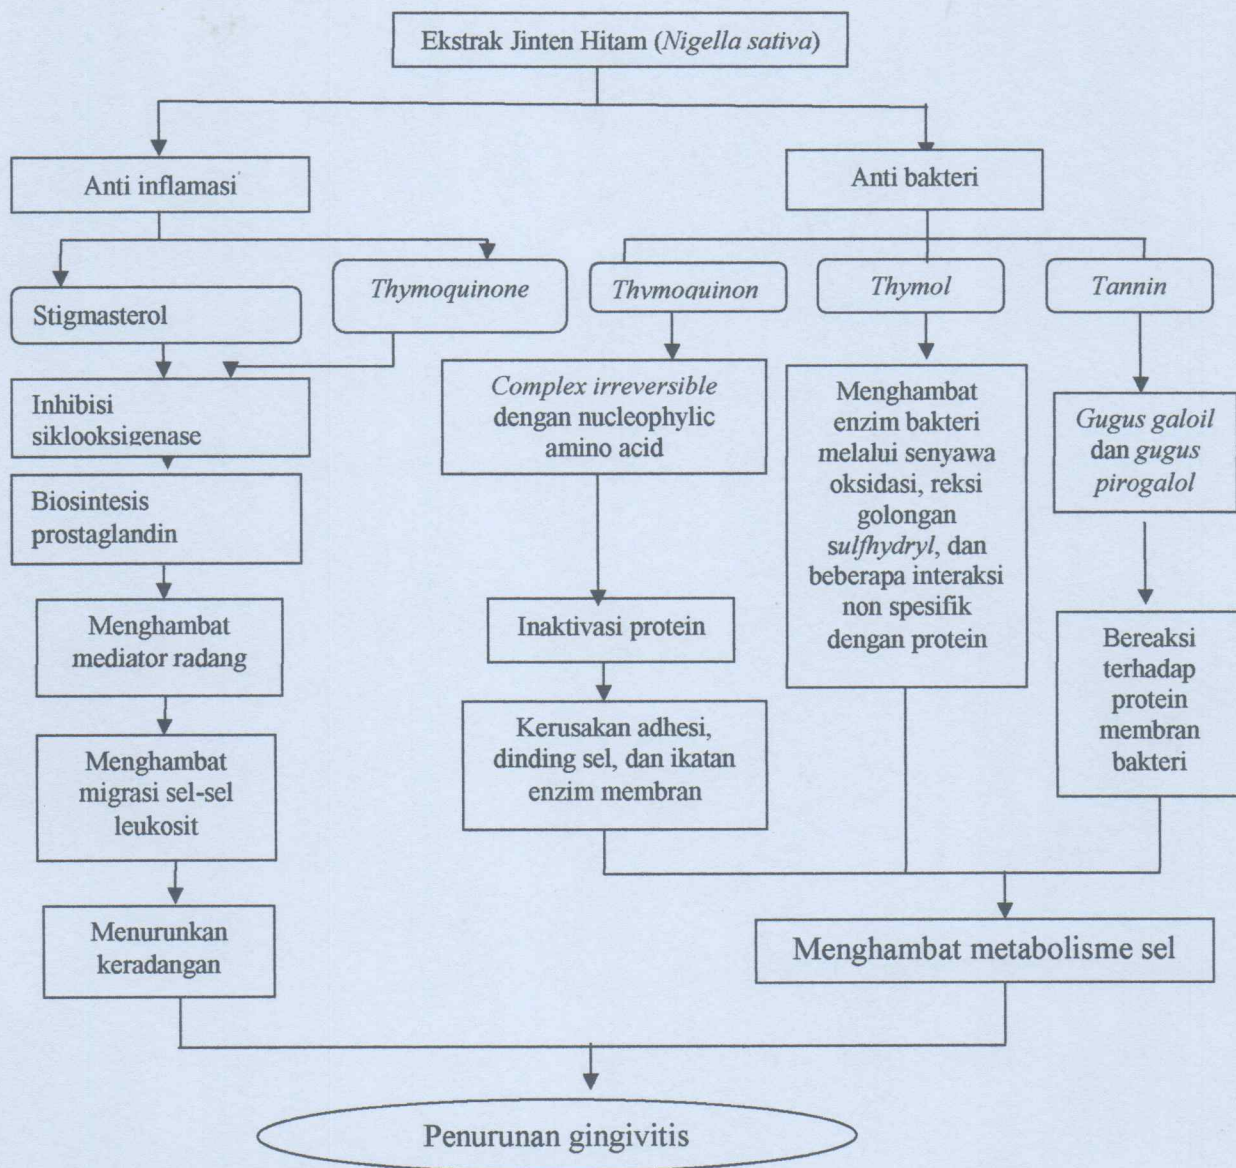 Ekstrak Jinten Hitam (Nigella sativa)
Anti inflamasi
Anti bakteri
Stigmasterol
Thymoquinone
Thymoquinon
Thymol
Tannin
Inhibisi
siklooksigenase
Biosintesis
prostaglandin
Menghambat
mediator radang
Menghambat
migrasi sel-sel
leukosit
Menurunkan
keradangan
Complex irreversible
dengan nucleophylic
amino acid
Inaktivasi protein
Kerusakan adhesi,
dinding sel, dan ikatan
enzim membran
Menghambat
enzim bakteri
melalui senyawa
oksidasi, reksi
golongan
sulfhydryl, dan
beberapa interaksi
non spesifik
dengan protein
Gugus galoil
dan gugus
pirogalol
Bereaksi
terhadap
protein
membran
bakteri
Menghambat metabolisme sel
Penurunan gingivitis